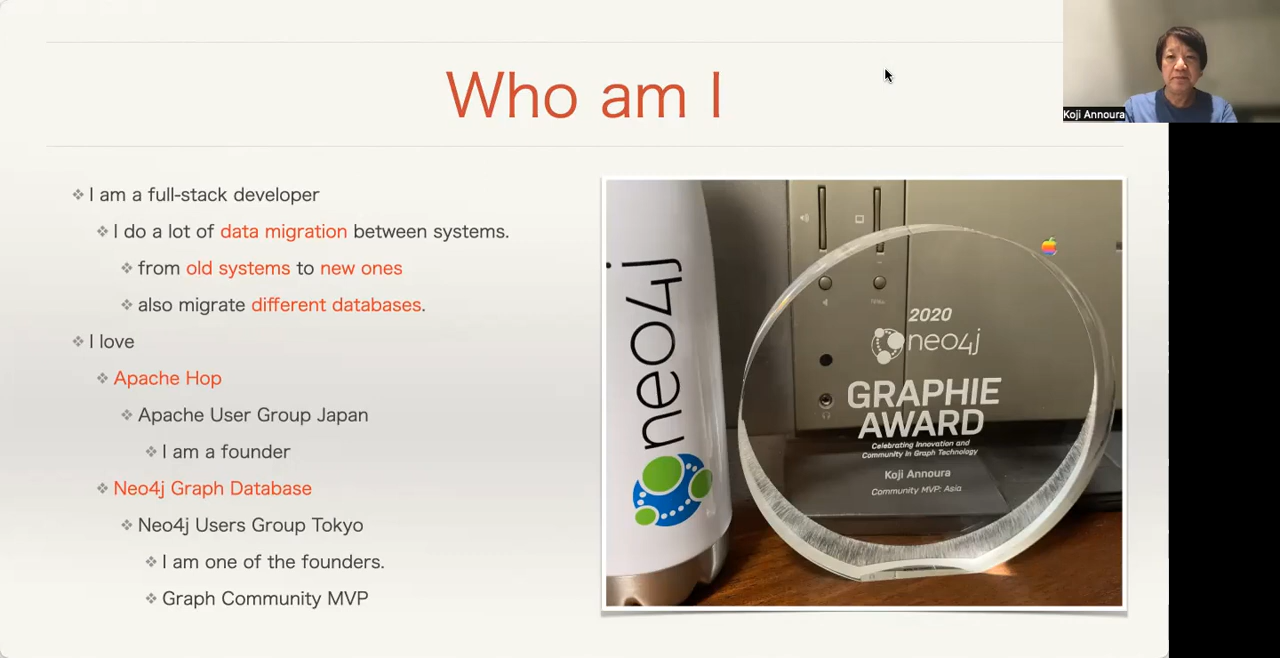 Who am I
Koji Annoura
I am a full-stack developer
I do a lot of data migration between systems.
from old systems to new ones
also migrate different databases.
I love
Apache Hop
Apache User Group Japan
I am a founder
Neo4j Graph Database
Neo4j Users Group Tokyo
I am one of the founders.
Graph Community MVP
neo4j
2020
neo4j
GRAPHIE
AWARD
Celebrating Innovation and
Community in Graph Technology
Koji Annoura
Community MVP: Asia